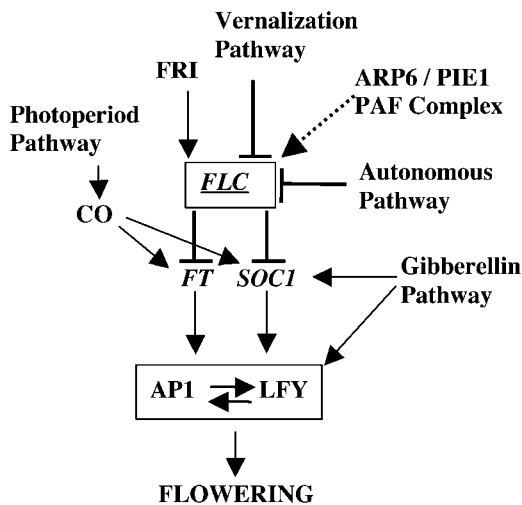 Vernalization
Pathway
FRI
ARP6 / PIE1
PAF Complex
Photoperiod
Pathway
FLC
Autonomous
Pathway
CO
FT SOC1
Gibberellin
Pathway
AP1 LFY
FLOWERING